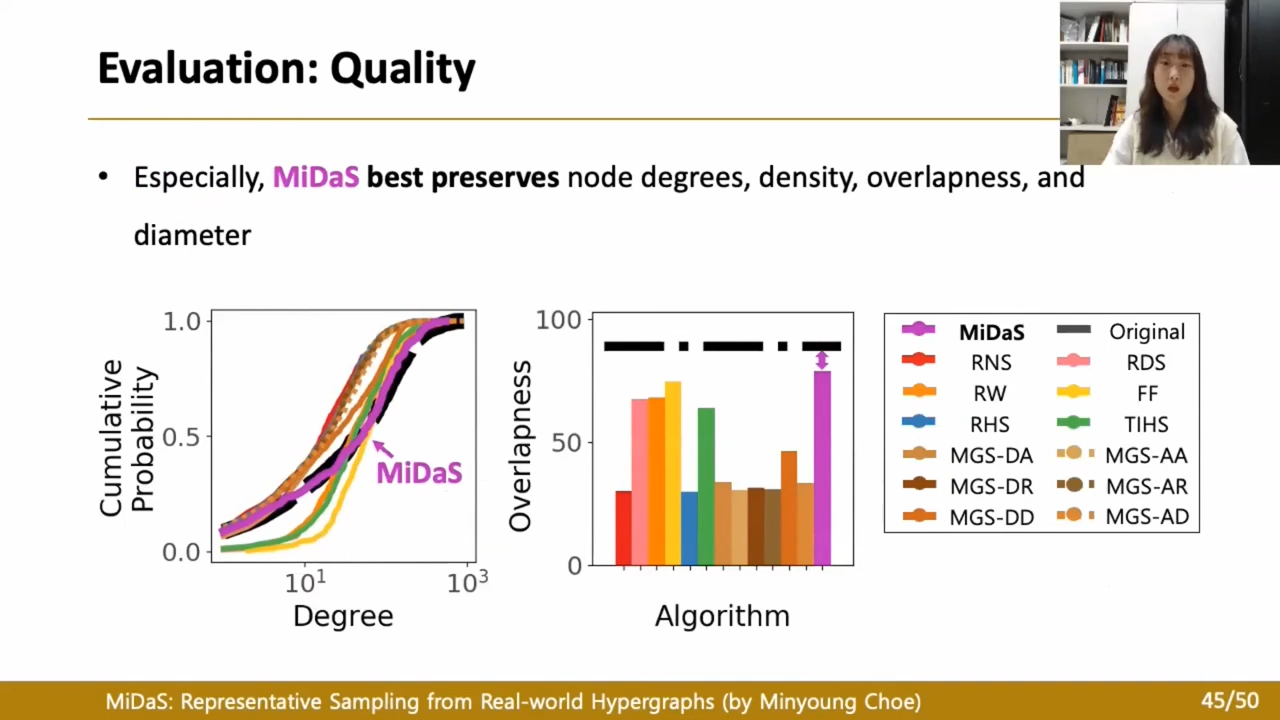 Evaluation: Quality
• Especially, MiDaS best preserves node degrees, density, overlapness, and
diameter
Cumulative
Probability
1.0
0.5
0.0
10¹
10³
Degree
MiDaS
Overlapness
100
50
0
Algorithm
MiDaS Original
RNS RDS
RW FF
RHS TIHS
MGS-DA MGS-AA
MGS-DR MGS-AR
MGS-DD MGS-AD
MiDaS: Representative Sampling from Real-world Hypergraphs (by Minyoung Choe)
45/50